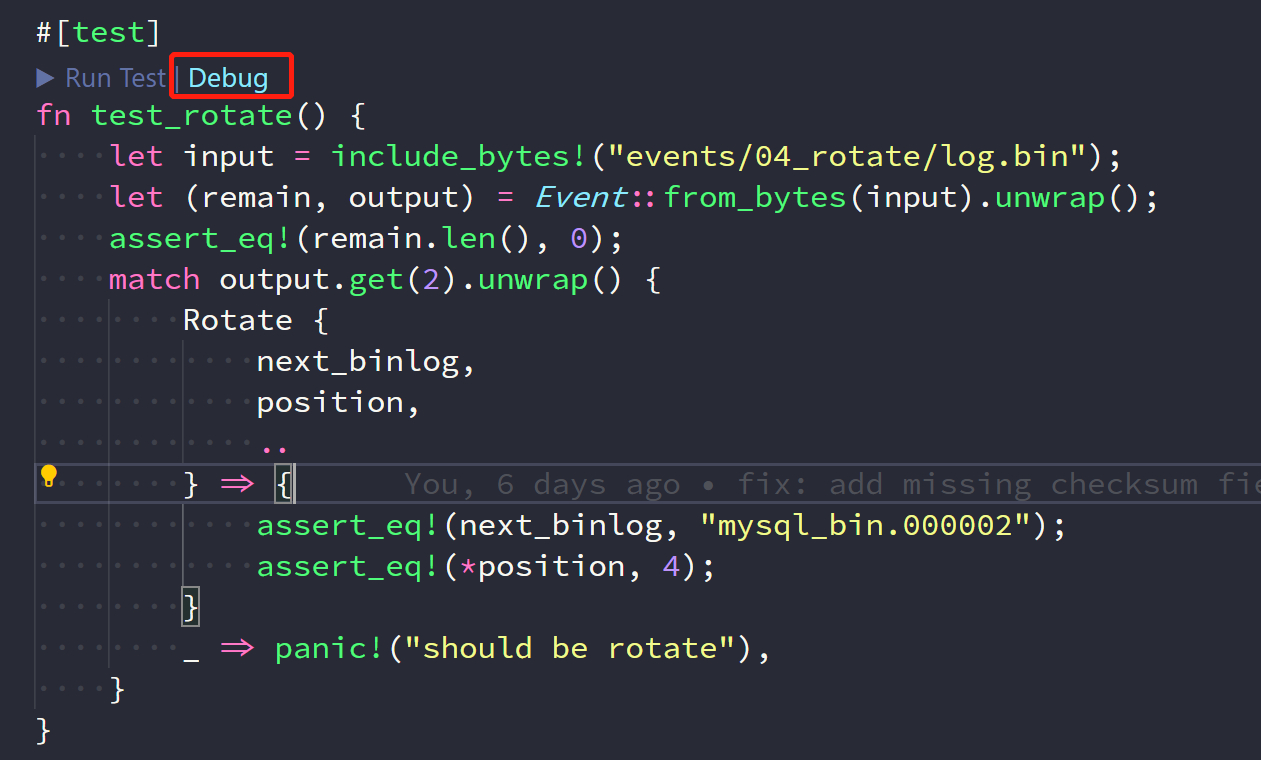 #[test]
▶ Run Test | Debug
fn test_rotate() {
    let input = include_bytes!("events/04_rotate/log.bin");
    let (remain, output) = Event::from_bytes(input).unwrap();
    assert_eq!(remain.len(), 0);
    match output.get(2).unwrap() {
        Rotate {
            next_binlog,
            position,
            ..
        } => {    You, 6 days ago • fix: add missing checksum fie
            assert_eq!(next_binlog, "mysql_bin.000002");
            assert_eq!(*position, 4);
        }
        _ => panic!("should be rotate"),
    }
}